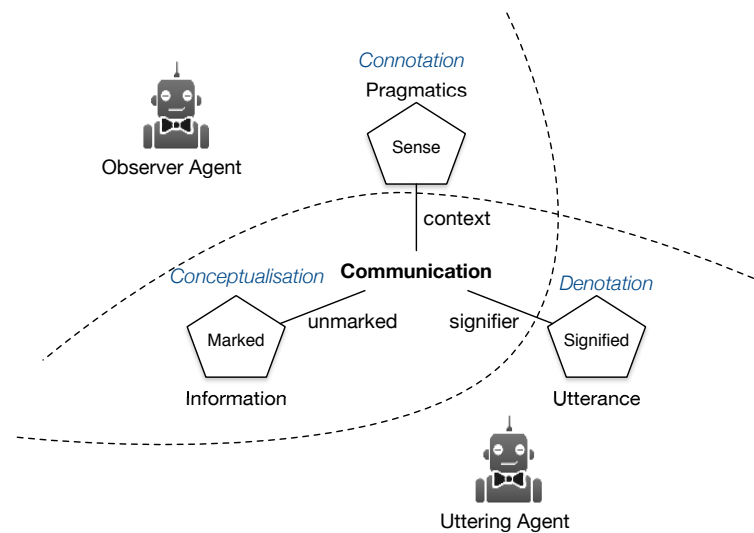 Connotation
Pragmatics
Sense
Observer Agent
context
Conceptualisation
Communication
Denotation
unmarked
signifier
Marked
Signified
Information
Utterance
Uttering Agent